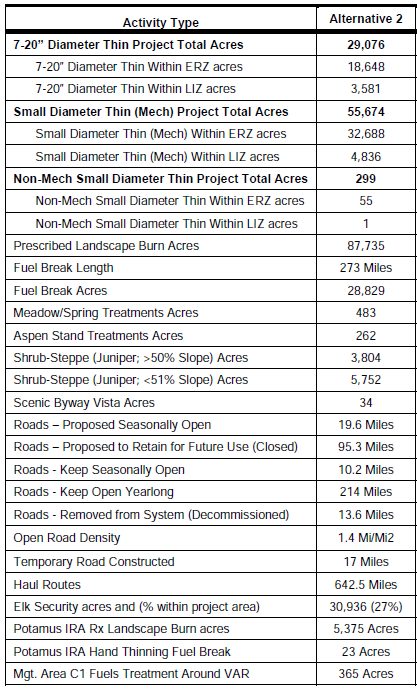 Activity Type Alternative 2
7-20” Diameter Thin Project Total Acres 29,076
7-20” Diameter Thin Within ERZ acres 18,648
7-20” Diameter Thin Within LIZ acres 3,581
Small Diameter Thin (Mech) Project Total Acres 55,674
Small Diameter Thin (Mech) Within ERZ acres 32,688
Small Diameter Thin (Mech) Within LIZ acres 4,836
Non-Mech Small Diameter Thin Project Total Acres 299
Non-Mech Small Diameter Thin Within ERZ acres 55
Non-Mech Small Diameter Thin Within LIZ acres 1
Prescribed Landscape Burn Acres 87,735
Fuel Break Length 273 Miles
Fuel Break Acres 28,829
Meadow/Spring Treatments Acres 483
Aspen Stand Treatments Acres 262
Shrub-Steppe (Juniper; >50% Slope) Acres 3,804
Shrub-Steppe (Juniper; <51% Slope) Acres 5,752
Scenic Byway Vista Acres 34
Roads – Proposed Seasonally Open 19.6 Miles
Roads – Proposed to Retain for Future Use (Closed) 95.3 Miles
Roads - Keep Seasonally Open 10.2 Miles
Roads - Keep Open Yearlong 214 Miles
Roads - Removed from System (Decommissioned) 13.6 Miles
Open Road Density 1.4 Mi/Mi2
Temporary Road Constructed 17 Miles
Haul Routes 642.5 Miles
Elk Security acres and (% within project area) 30,936 (27%)
Potamus IRA Rx Landscape Burn acres 5,375 Acres
Potamus IRA Hand Thinning Fuel Break 23 Acres
Mgt. Area C1 Fuels Treatment Around VAR 365 Acres